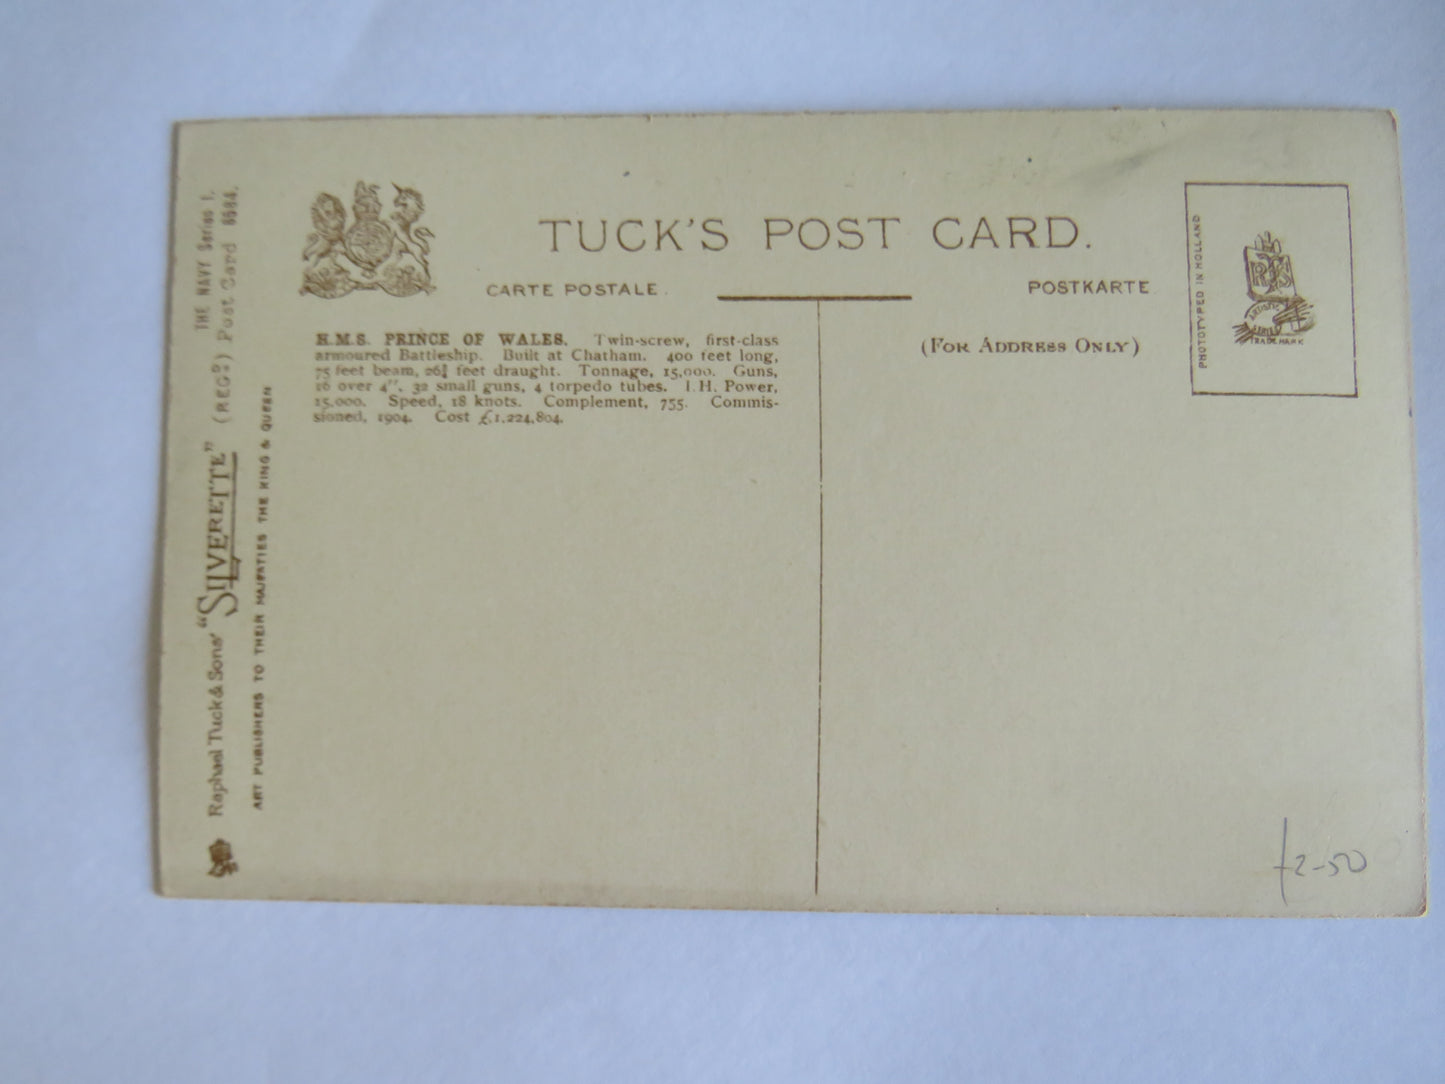 TUCK'S POST CARD.
CARTE POSTALE.
POSTKARTE
H.M.S. PRINCE OF WALES. Twin-screw, first-class
armoured Battleship. Built at Chatham. 400 feet long,
75 feet beam, 26¾ feet draught. Tonnage, 15,000. Guns,
16 over 4", 32 small guns, 4 torpedo tubes. I.H. Power,
15,000. Speed, 18 knots. Complement, 755. Commis-
sioned, 1904. Cost £1,224,804.
(FOR ADDRESS ONLY)
PHOTOTYPED IN HOLLAND
ARTISTIC
SERIES
TRADE MARK
THE NAVY Series 1.
Raphael Tuck & Sons' "SILVERETTE" (REGD) Post Card 6584.
ART PUBLISHERS TO THEIR MAJESTIES THE KING & QUEEN
£2-50